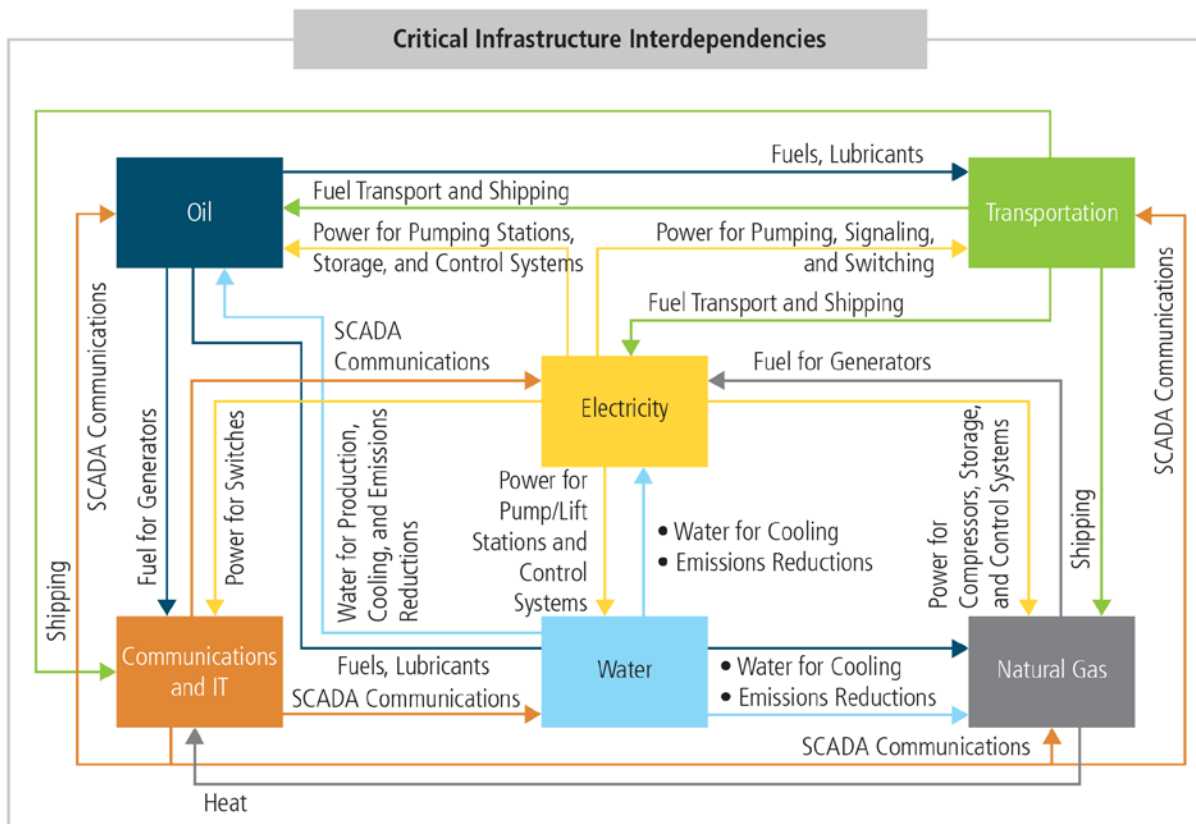 Critical Infrastructure Interdependencies
Fuels, Lubricants
Oil
Fuel Transport and Shipping
Transportation
Power for Pumping Stations,
Storage, and Control Systems
Power for Pumping, Signaling,
and Switching
Fuel Transport and Shipping
SCADA
Communications
Fuel for Generators
Electricity
SCADA Communications
Fuel for Generators
Power for Switches
Water for Production,
Cooling, and Emissions
Reductions
Power for
Pump/Lift
Stations and
Control
Systems
• Water for Cooling
• Emissions Reductions
Power for
Compressors, Storage,
and Control Systems
Shipping
SCADA Communications
Shipping
Communications
and IT
Fuels, Lubricants
SCADA Communications
Water
• Water for Cooling
• Emissions Reductions
Natural Gas
SCADA Communications
Heat